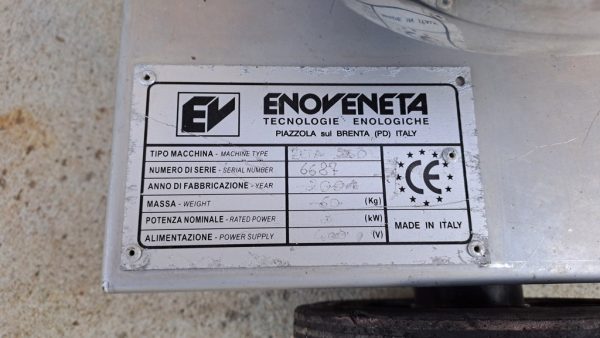 EV ENOVENETA
TECNOLOGIE ENOLOGICHE
PIAZZOLA sul BRENTA (PD) ITALY
TIPO MACCHINA - MACHINE TYPE
NUMERO DI SERIE - SERIAL NUMBER 6687
ANNO DI FABBRICAZIONE - YEAR
MASSA - WEIGHT 60 (Kg)
POTENZA NOMINALE - RATED POWER (kW)
ALIMENTAZIONE - POWER SUPPLY (V)
CE
MADE IN ITALY